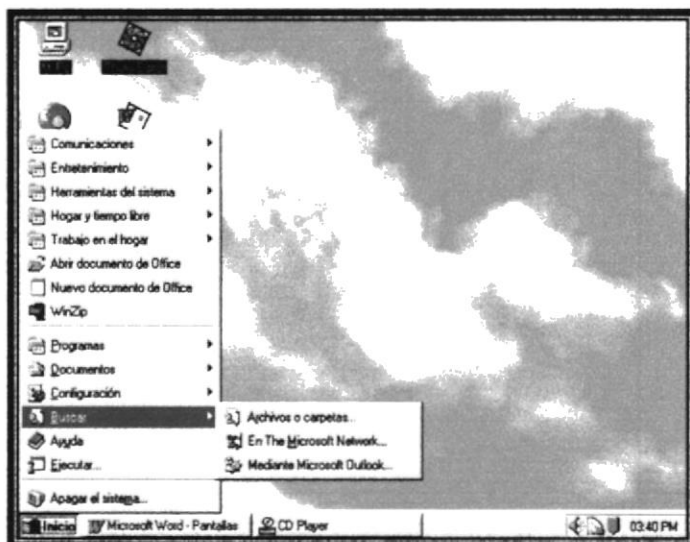 Comunicaciones
Entretenimiento
Herramientas del sistema
Hogar y tiempo libre
Trabajo en el hogar
Abrir documento de Office
Nuevo documento de Office
WinZip
Programas
Documentos
Configuración
Buscar
Archivos o carpetas...
En The Microsoft Network...
Mediante Microsoft Outlook...
Ayuda
Ejecutar...
Apagar el sistema...
Inicio
Microsoft Word - Pantallas
CD Player
03:40 PM